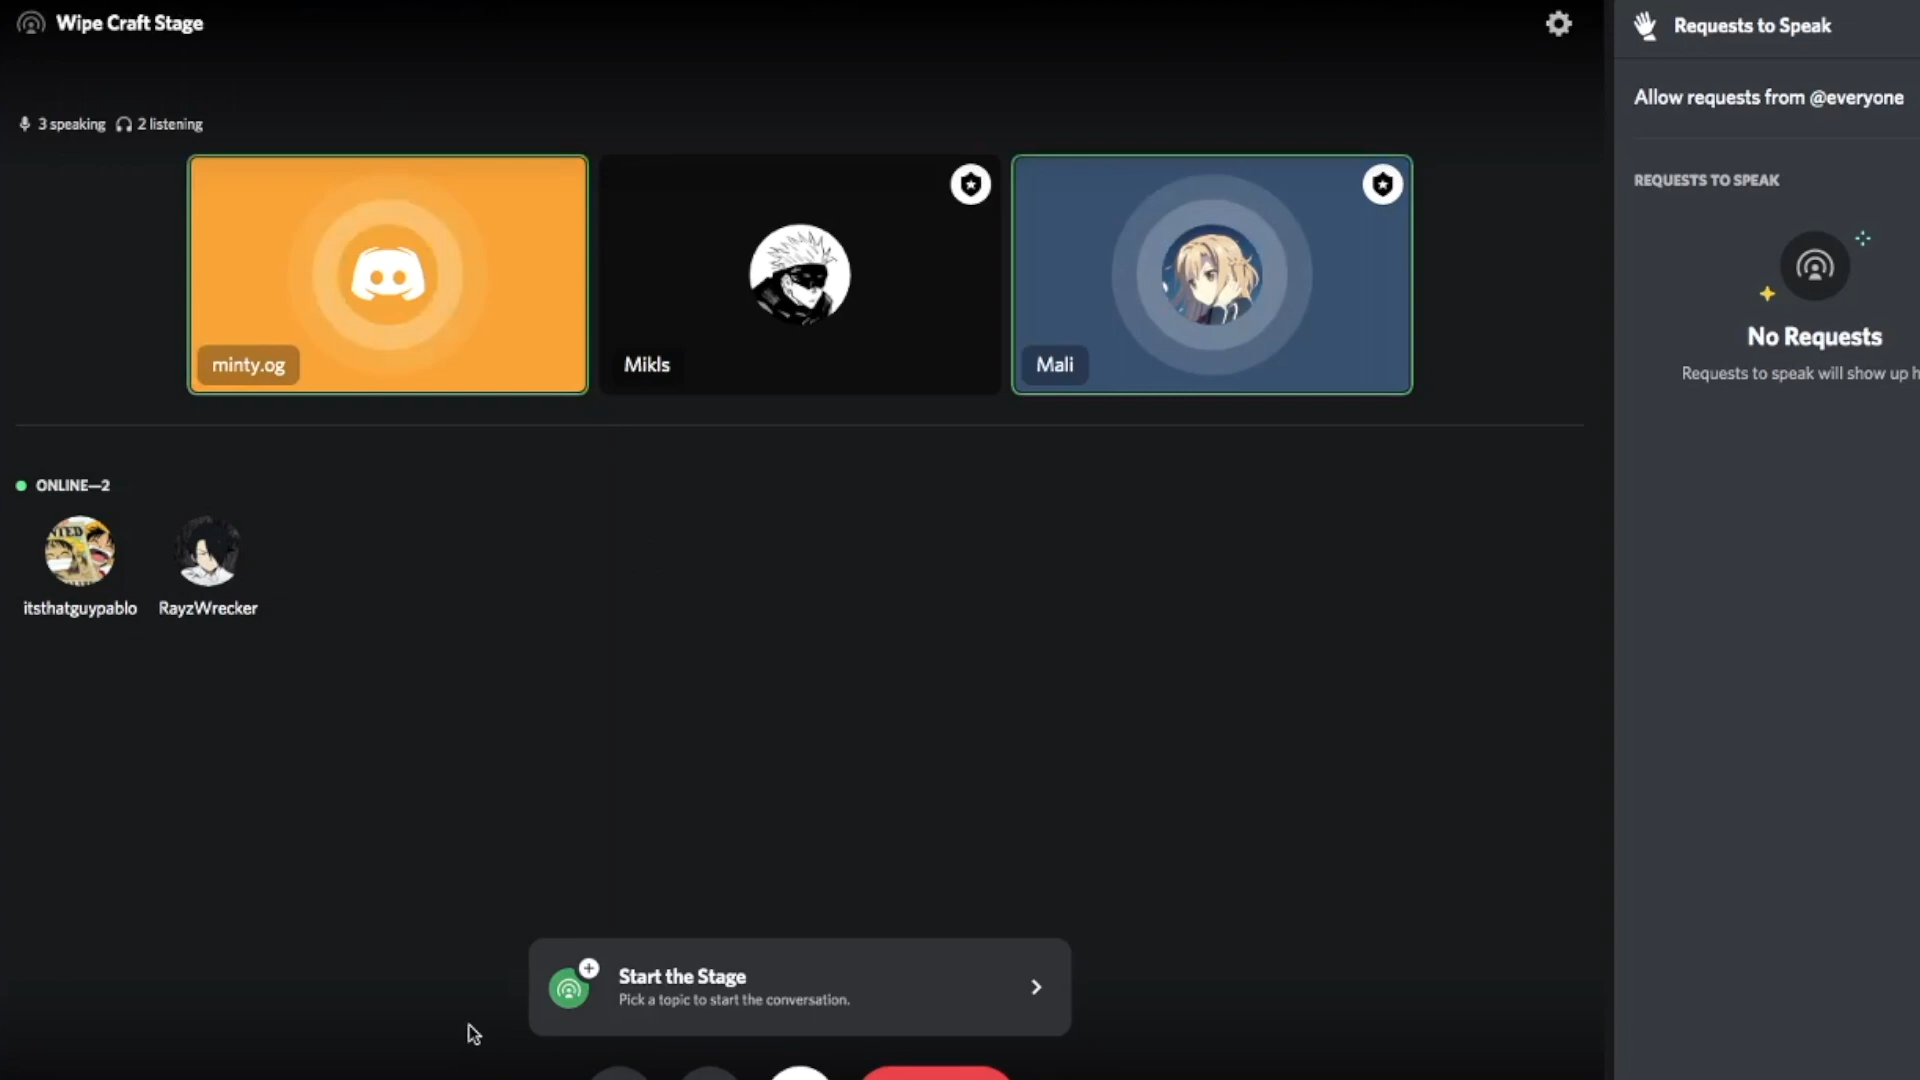 Wipe Craft Stage
3 speaking 2 listening
minty.og
Mikls
Mali
ONLINE—2
itsthatguypablo
RayzWrecker
Start the Stage
Pick a topic to start the conversation.
Requests to Speak
Allow requests from @everyone
REQUESTS TO SPEAK
No Requests
Requests to speak will show up h